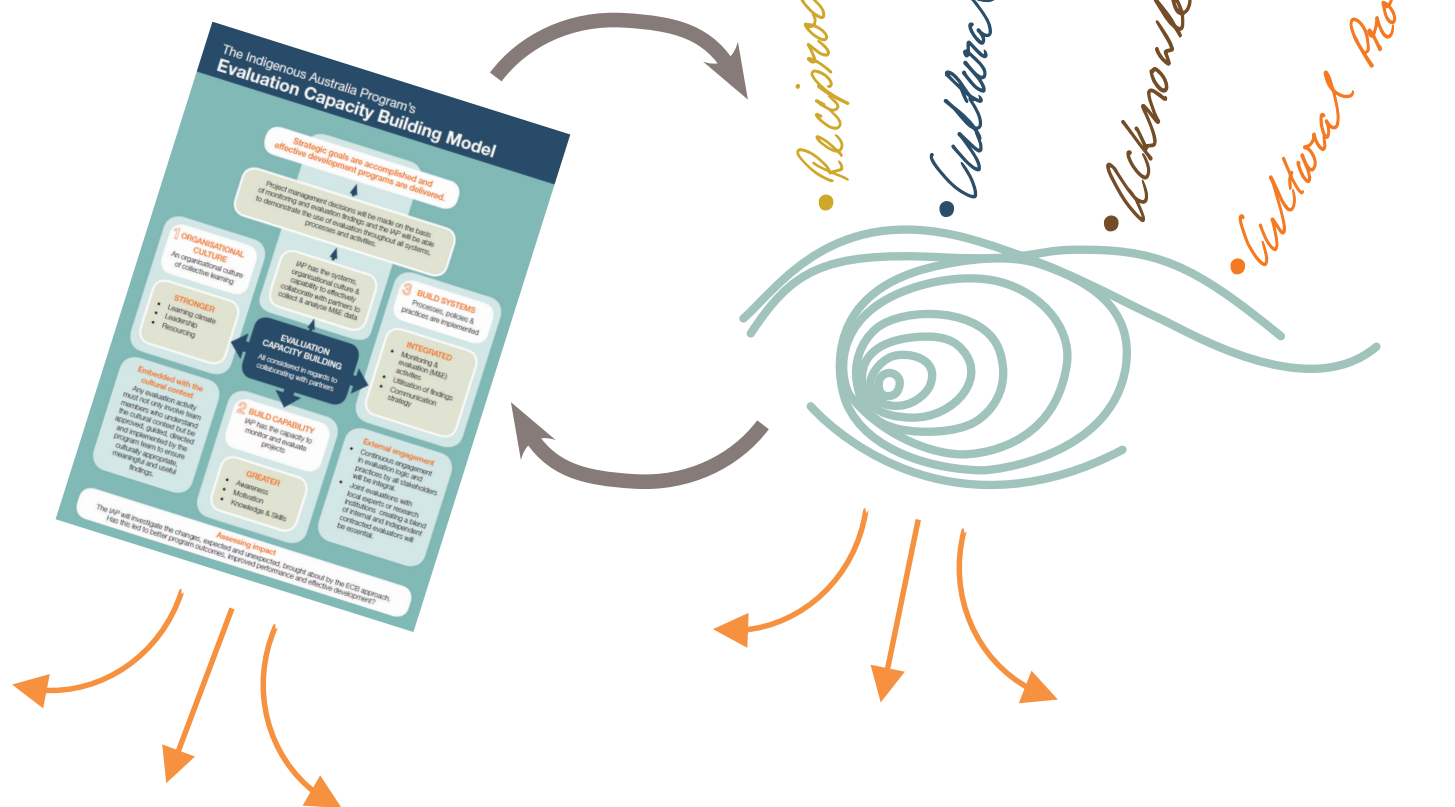 The Indigenous Australia Program's
Evaluation Capacity Building Model
Strategic goals are accomplished and
effective development programs are delivered.
Project management decisions will be made on the basis
of monitoring and evaluation findings and the IAP will be able
to demonstrate the use of evaluation throughout all systems,
processes and activities.
1 ORGANISATIONAL
CULTURE
An organisational culture
of collective learning
STRONGER
• Learning climate
• Leadership
• Resourcing
IAP has the systems,
organisational culture &
capability to effectively
collaborate with partners to
collect & analyse M&E data
3 BUILD SYSTEMS
Processes, policies &
practices are implemented
INTEGRATED
• Monitoring &
evaluation (M&E)
activities
• Utilisation of findings
• Communication
strategy
EVALUATION
CAPACITY BUILDING
All considered in regards to
collaborating with partners
Embedded with the
cultural context
Any evaluation activity
must not only involve team
members who understand
the cultural context but be
approved, guided, directed
and implemented by the
program team to ensure
culturally appropriate,
meaningful and useful
findings.
2 BUILD CAPABILITY
IAP has the capacity to
monitor and evaluate
projects
GREATER
• Awareness
• Motivation
• Knowledge & Skills
External engagement
• Continuous engagement
in evaluation logic and
practices by all stakeholders
will be integral.
• Joint evaluations with
local experts or research
institutions creating a blend
of internal and independent
contracted evaluators will
be essential.
Assessing impact
The IAP will investigate the changes, expected and unexpected, brought about by the ECB approach.
Has this led to better program outcomes, improved performance and effective development?
• Reciproc
• Cultural
• Acknowle
• Cultural Pro